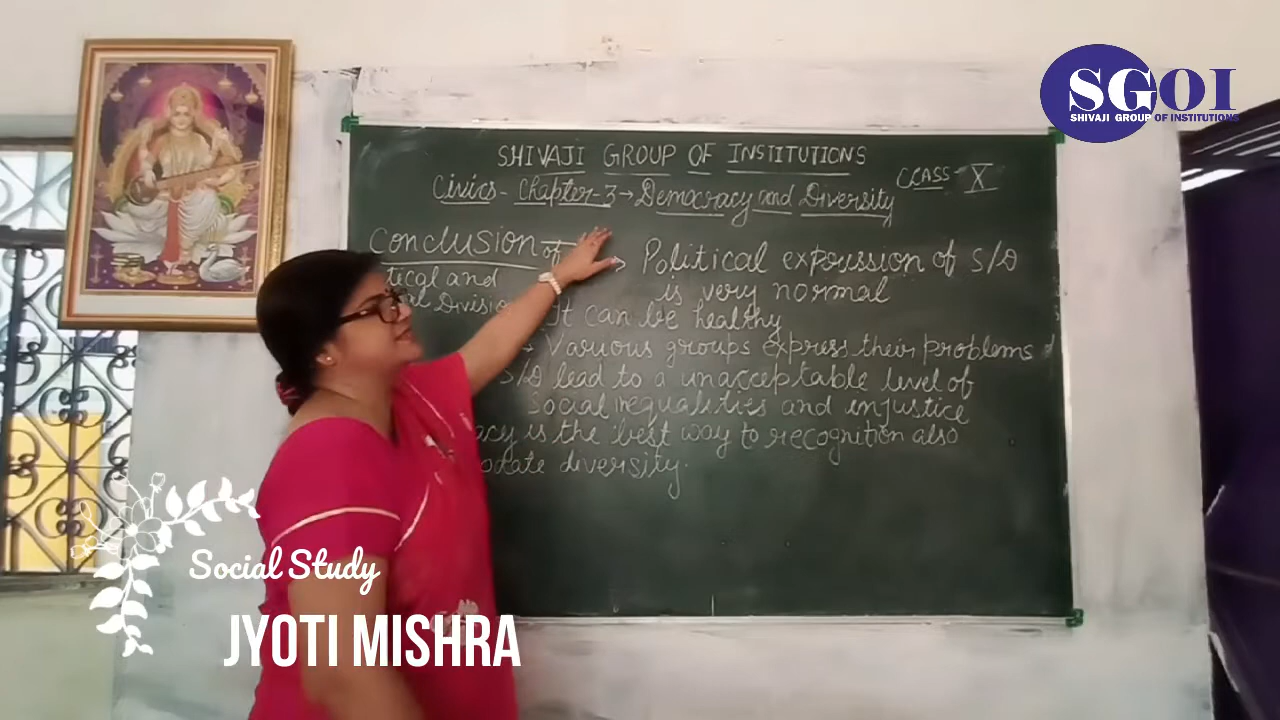 SGOI
SHIVAJI GROUP OF INSTITUTIONS
SHIVAJI GROUP OF INSTITUTIONS
CLASS - X
Civics - Chapter-3 → Democracy and Diversity
Conclusion of → Political expression of S/D
and is very normal
It can be healthy
→ Various groups express their problems
S/D lead to a unacceptable level of
Social inequalities and injustice
is the best way to recognition also
diversity.
Social Study
JYOTI MISHRA